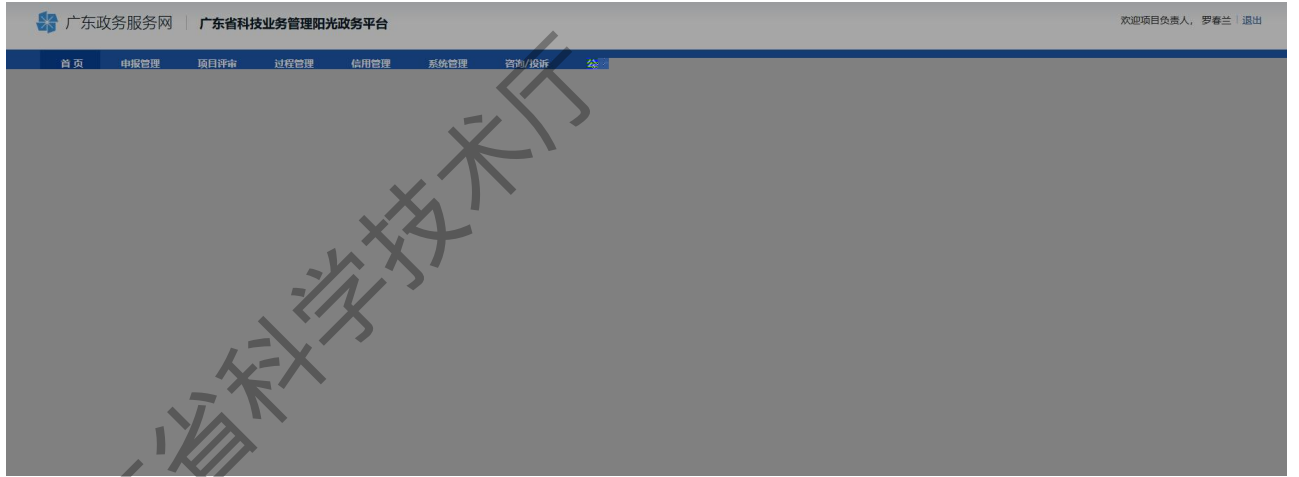 广东政务服务网 广东省科技业务管理阳光政务平台 欢迎项目负责人, 罗春兰 退出
首页 申报管理 项目评审 过程管理 信用管理 系统管理 咨询/投诉
省科学技术厅